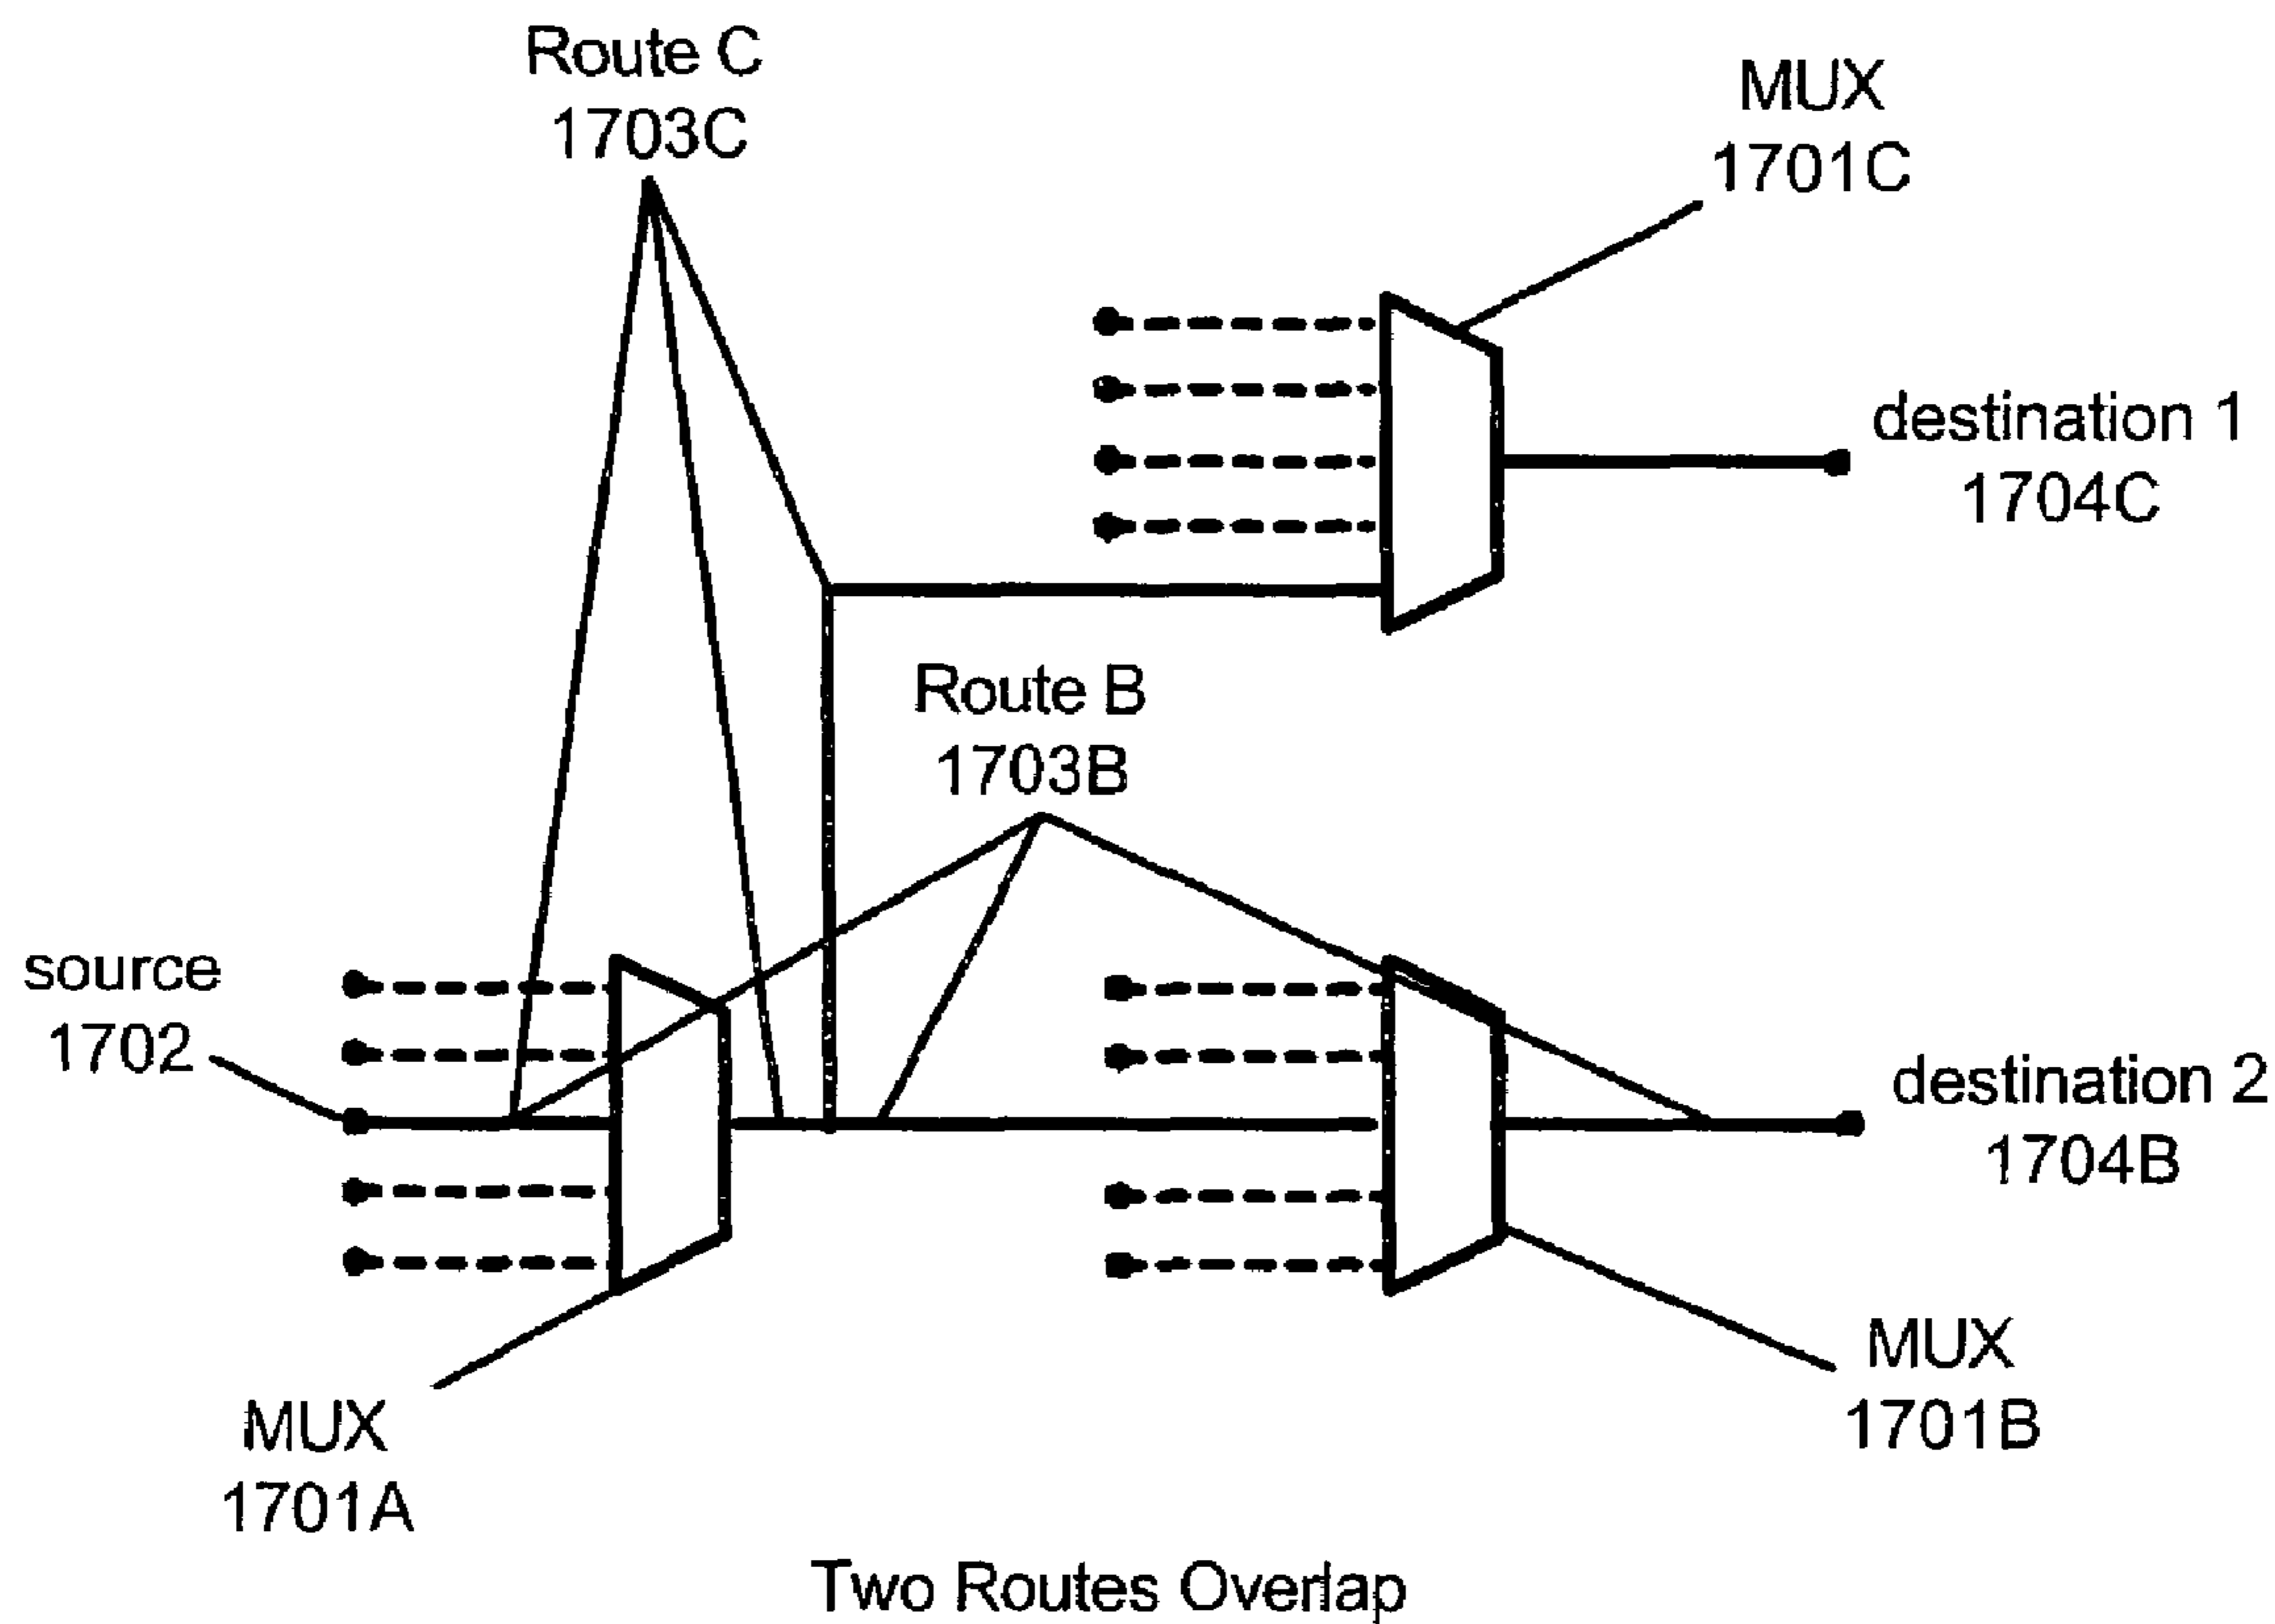 Route C
1703C
MUX
1701C
destination 1
1704C
Route B
1703B
source
1702
destination 2
1704B
MUX
1701B
MUX
1701A
Two Routes Overlap